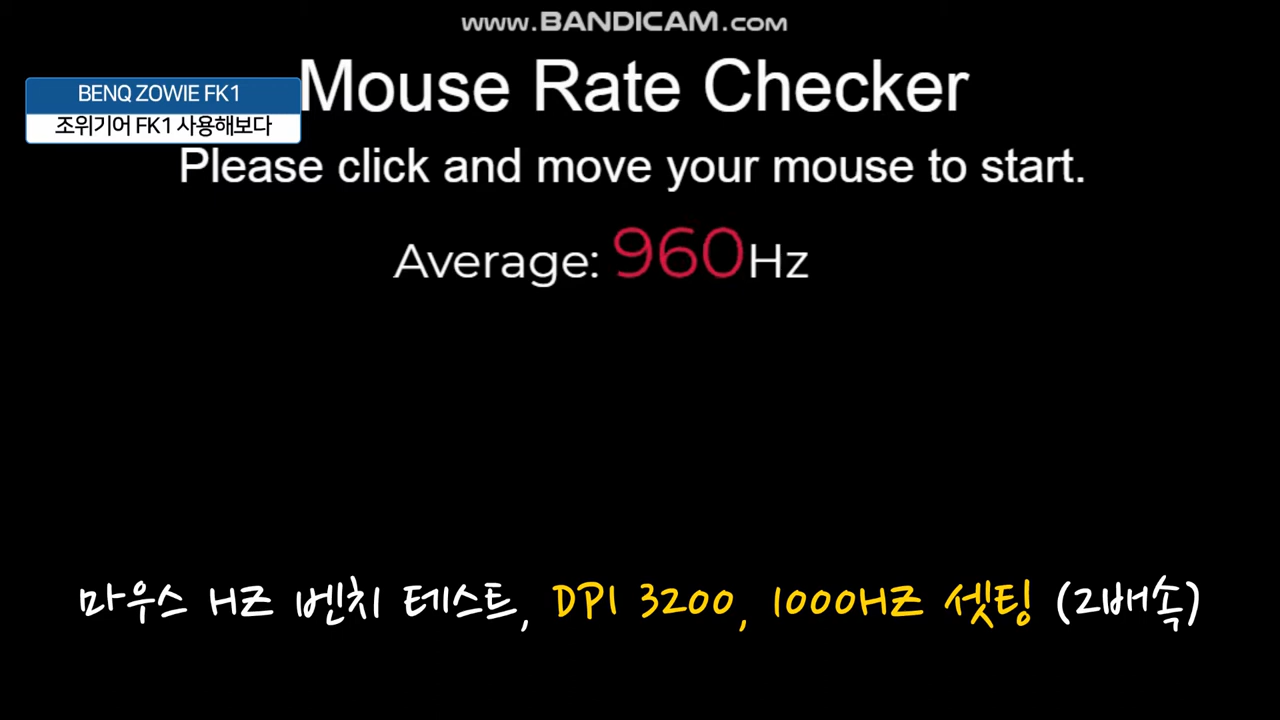 www.BANDICAM.com
Mouse Rate Checker
BENQ ZOWIE FK1
조위기어 FK1 사용해보다
Please click and move your mouse to start.
Average: 960Hz
마우스 HZ 벤치 테스트, DPI 3200, 1000HZ 셋팅 (2배속)